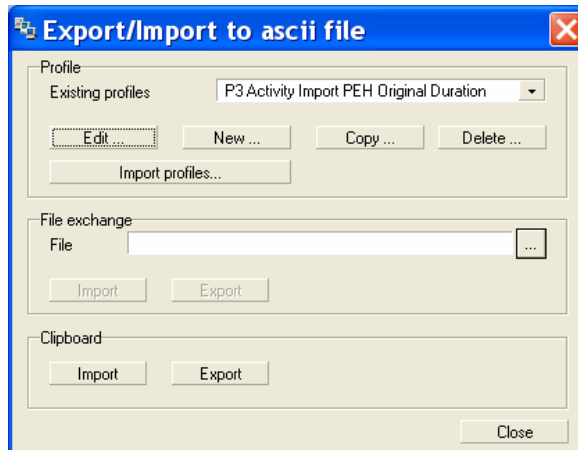 Export/Import to ascii file
Profile
Existing profiles P3 Activity Import PEH Original Duration
Edit ... New ... Copy ... Delete ...
Import profiles...
File exchange
File ...
Import Export
Clipboard
Import Export
Close